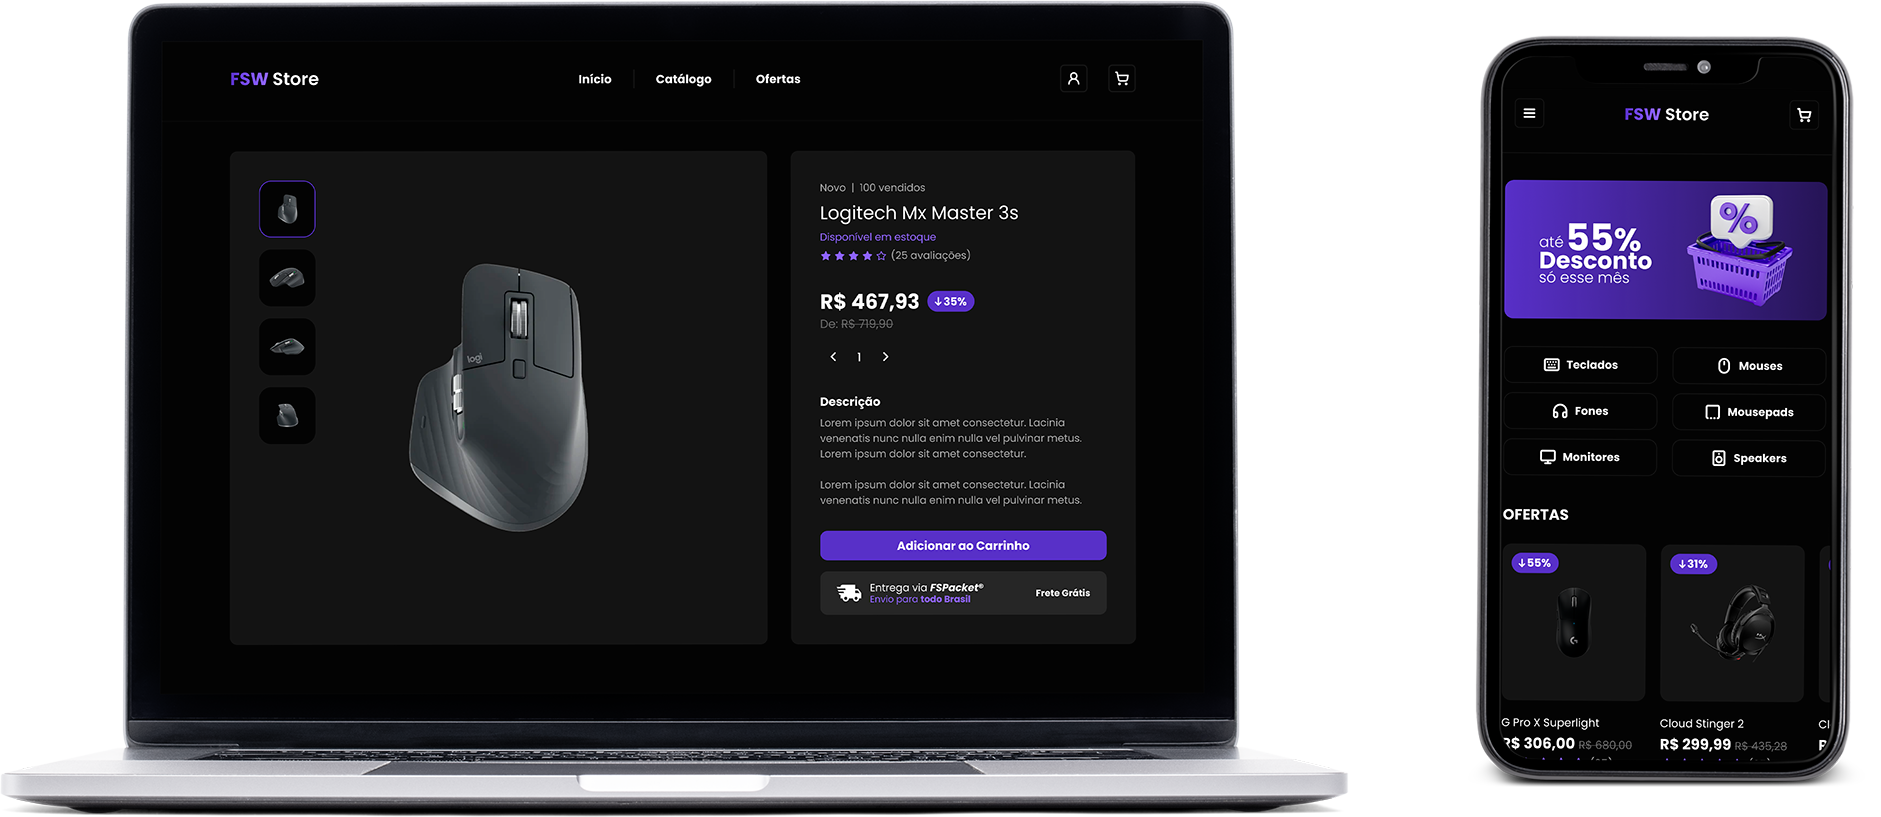 FSW Store
Início
Catálogo
Ofertas
logi
Novo | 100 vendidos
Logitech Mx Master 3s
Disponível em estoque
(25 avaliações)
R$ 467,93 35%
De: R$ 719,90
1
Descrição
Lorem ipsum dolor sit amet consectetur. Lacinia
venenatis nunc nulla enim nulla vel pulvinar metus.
Lorem ipsum dolor sit amet consectetur.
Lorem ipsum dolor sit amet consectetur. Lacinia
venenatis nunc nulla enim nulla vel pulvinar metus.
Adicionar ao Carrinho
Entrega via FSPacket®
Envio para todo Brasil
Frete Grátis
FSW Store
até 55%
Desconto
só esse mês
%
Teclados
Mouses
Fones
Mousepads
Monitores
Speakers
OFERTAS
55%
31%
G Pro X Superlight
R$ 306,00 R$ 680,00
Cloud Stinger 2
R$ 299,99 R$ 435,28